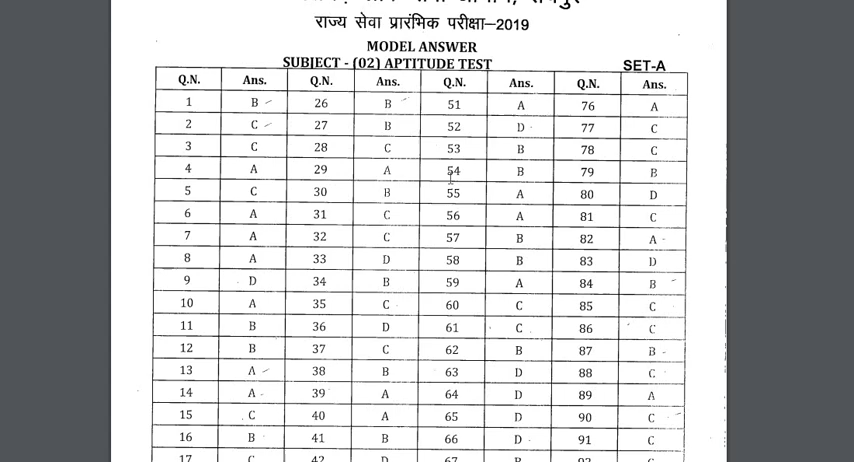 राज्य सेवा प्रारंभिक परीक्षा–2019
MODEL ANSWER
SUBJECT - (02) APTITUDE TEST SET-A
Q.N. Ans. Q.N. Ans. Q.N. Ans. Q.N. Ans.
1 B 26 B 51 A 76 A
2 C 27 B 52 D 77 C
3 C 28 C 53 B 78 C
4 A 29 A 54 B 79 B
5 C 30 B 55 A 80 D
6 A 31 C 56 A 81 C
7 A 32 C 57 B 82 A
8 A 33 D 58 B 83 D
9 D 34 B 59 A 84 B
10 A 35 C 60 C 85 C
11 B 36 D 61 C 86 C
12 B 37 C 62 B 87 B
13 A 38 B 63 D 88 C
14 A 39 A 64 D 89 A
15 C 40 A 65 D 90 C
16 B 41 B 66 D 91 C
17 C 42 D 67 B